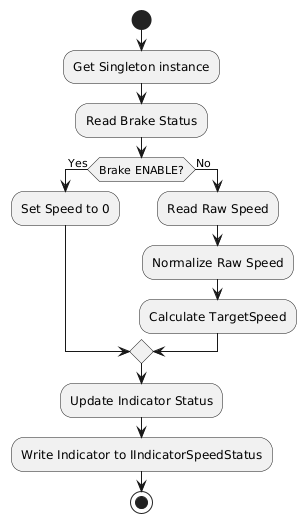 Get Singleton instance
Read Brake Status
Yes
Brake ENABLE?
No
Set Speed to 0
Read Raw Speed
Normalize Raw Speed
Calculate TargetSpeed
Update Indicator Status
Write Indicator to IIndicatorSpeedStatus